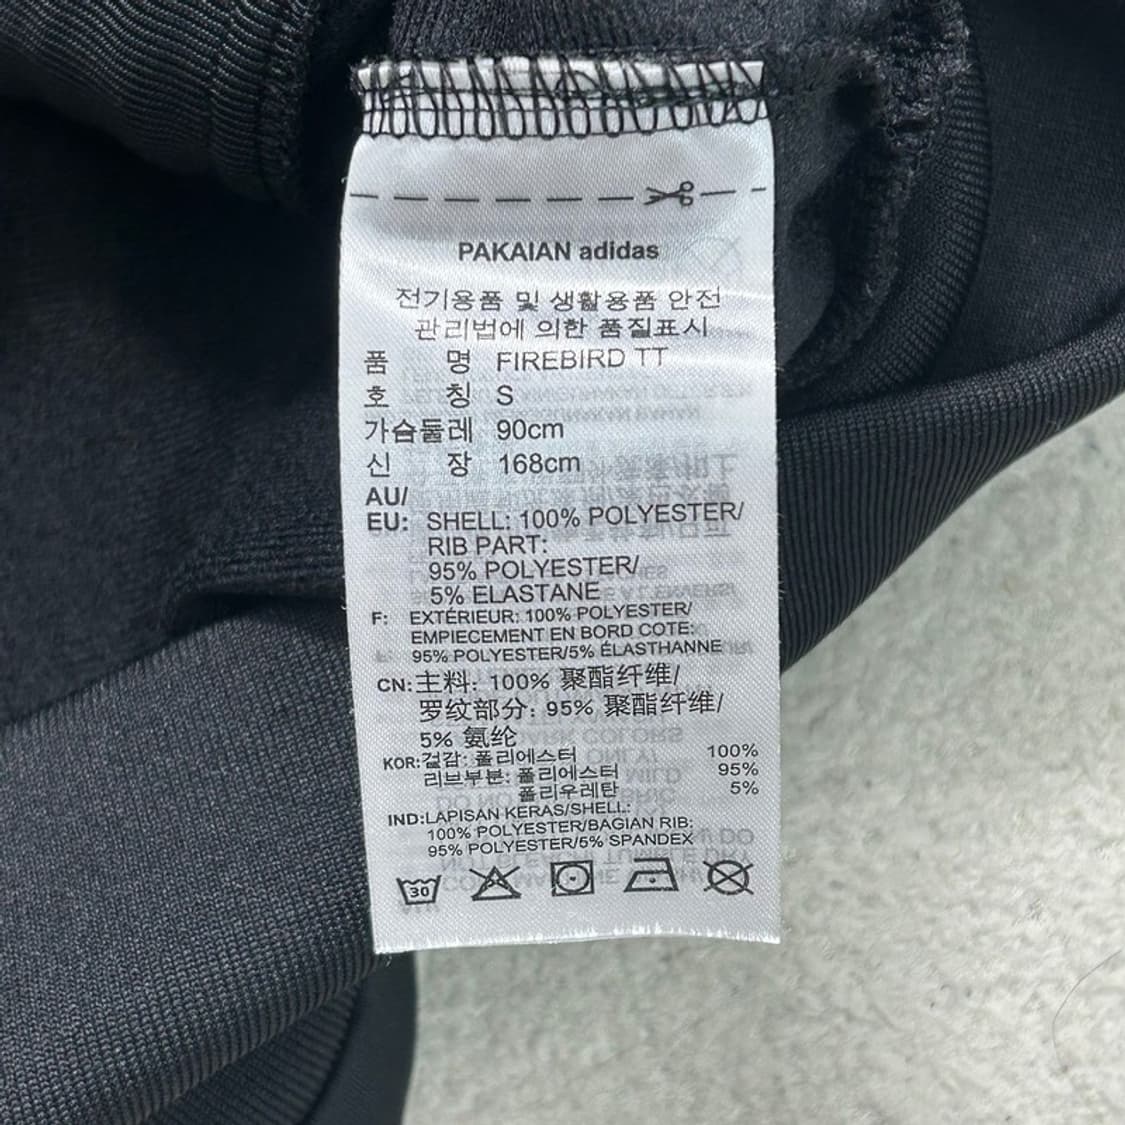 PAKAIAN adidas
전기용품 및 생활용품 안전
관리법에 의한 품질표시
품 명 FIREBIRD TT
호 칭 S
가슴둘레 90cm
신 장 168cm
AU/
EU: SHELL: 100% POLYESTER/
RIB PART:
95% POLYESTER/
5% ELASTANE
F: EXTÉRIEUR: 100% POLYESTER/
EMPIECEMENT EN BORD COTE:
95% POLYESTER/5% ÉLASTHANNE
CN:主料: 100% 聚酯纤维/
罗纹部分: 95% 聚酯纤维/
5% 氨纶
KOR:겉감: 폴리에스터 100%
리브부분: 폴리에스터 95%
폴리우레탄 5%
IND:LAPISAN KERAS/SHELL:
100% POLYESTER/BAGIAN RIB:
95% POLYESTER/5% SPANDEX
30